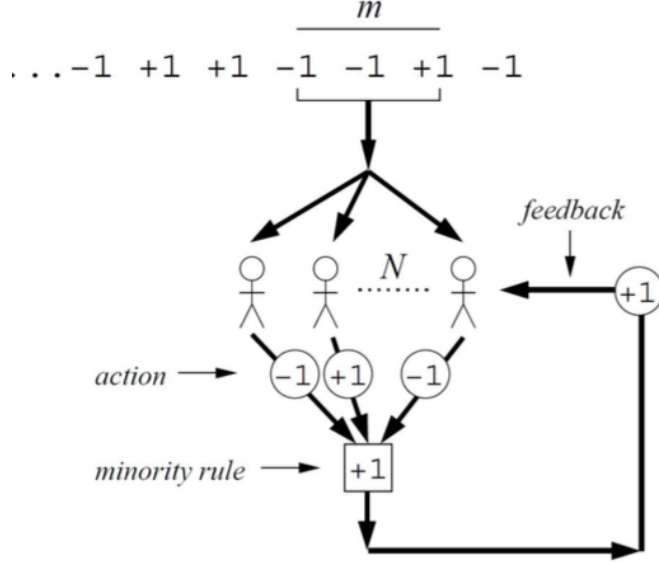 m
...-1 +1 +1 -1 -1 +1 -1
feedback
N
+1
action
-1 +1 -1
minority rule
+1